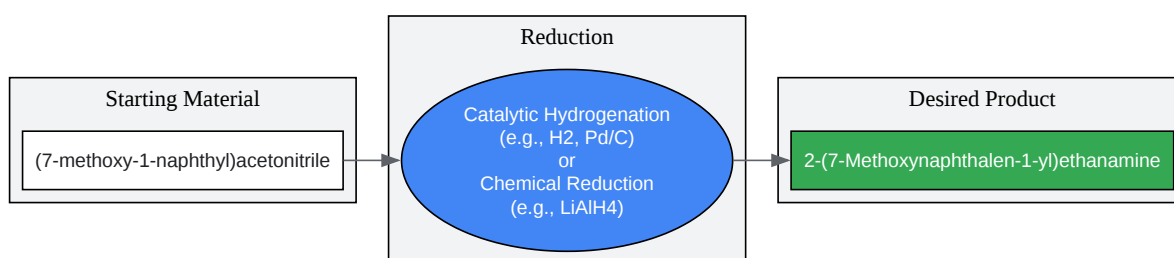 Starting Material
(7-methoxy-1-naphthyl)acetonitrile
Reduction
Catalytic Hydrogenation
(e.g., H2, Pd/C)
or
Chemical Reduction
(e.g., LiAlH4)
Desired Product
2-(7-Methoxynaphthalen-1-yl)ethanamine